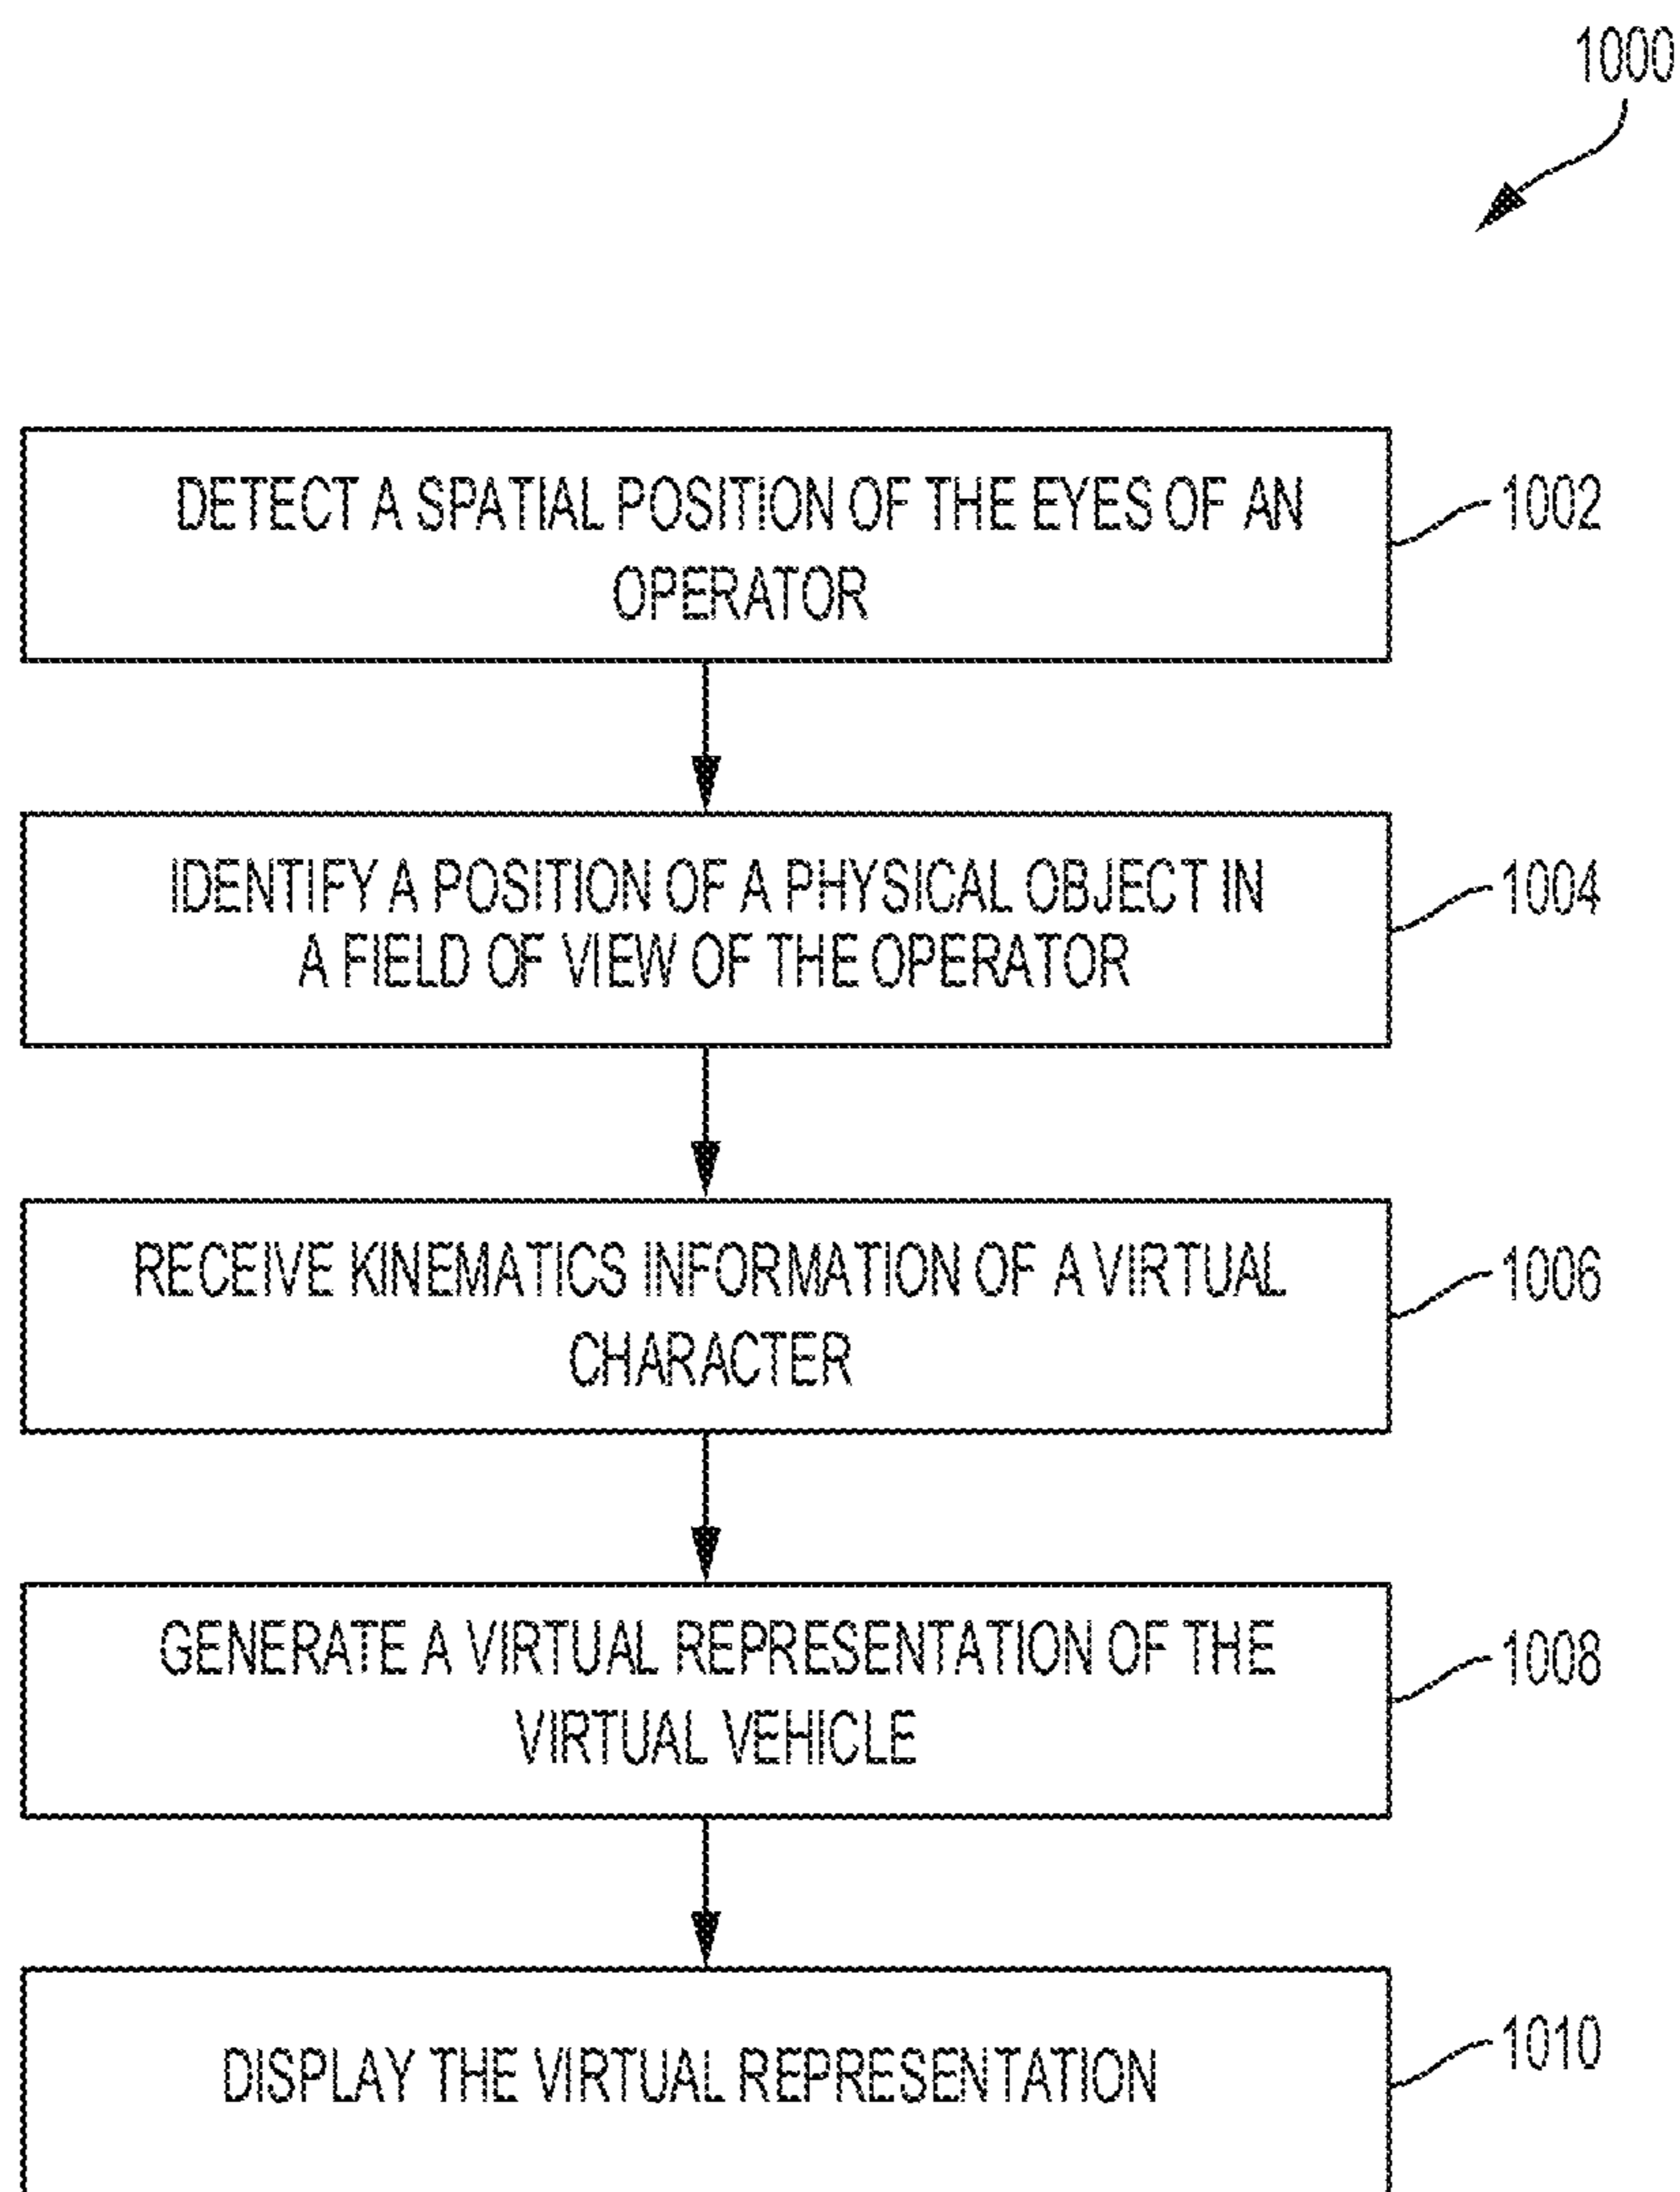 1000
DETECT A SPATIAL POSITION OF THE EYES OF AN
OPERATOR
1002
IDENTIFY A POSITION OF A PHYSICAL OBJECT IN
A FIELD OF VIEW OF THE OPERATOR
1004
RECEIVE KINEMATICS INFORMATION OF A VIRTUAL
CHARACTER
1006
GENERATE A VIRTUAL REPRESENTATION OF THE
VIRTUAL VEHICLE
1008
DISPLAY THE VIRTUAL REPRESENTATION
1010